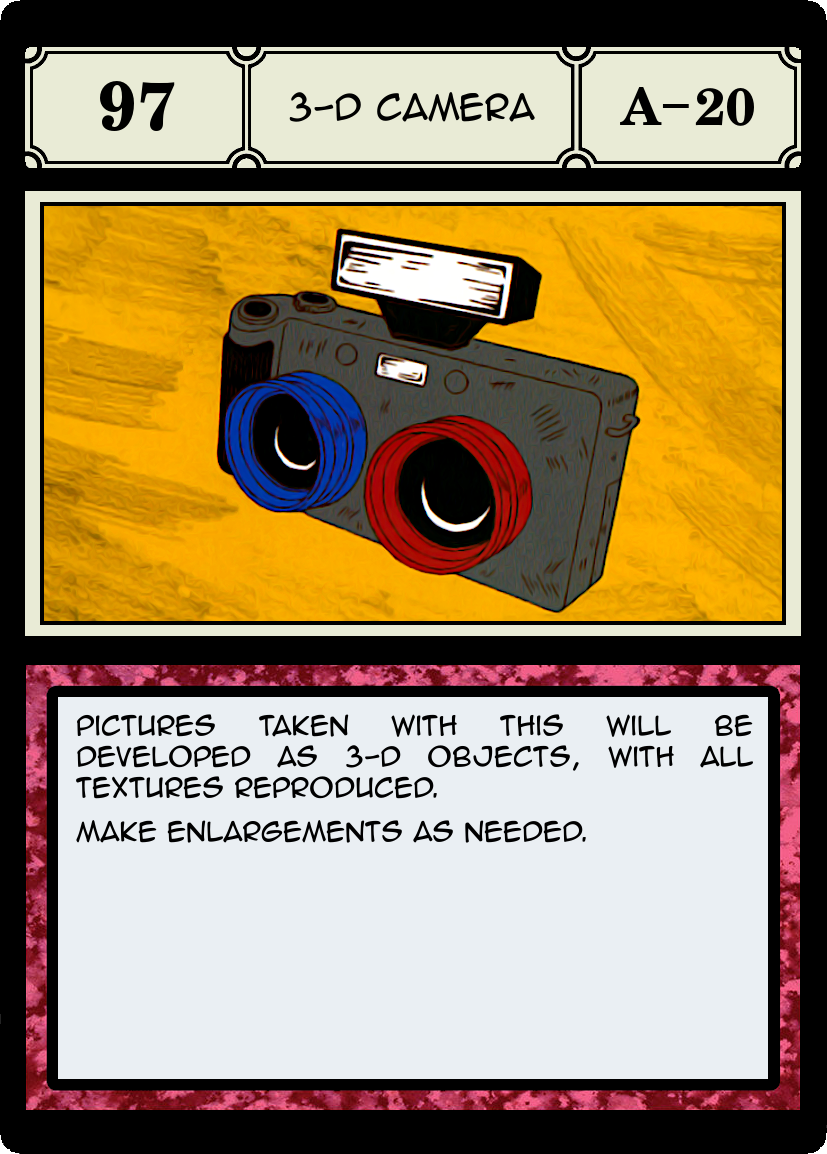 97
3-D CAMERA
A-20
PICTURES TAKEN WITH THIS WILL BE
DEVELOPED AS 3-D OBJECTS, WITH ALL
TEXTURES REPRODUCED.
MAKE ENLARGEMENTS AS NEEDED.